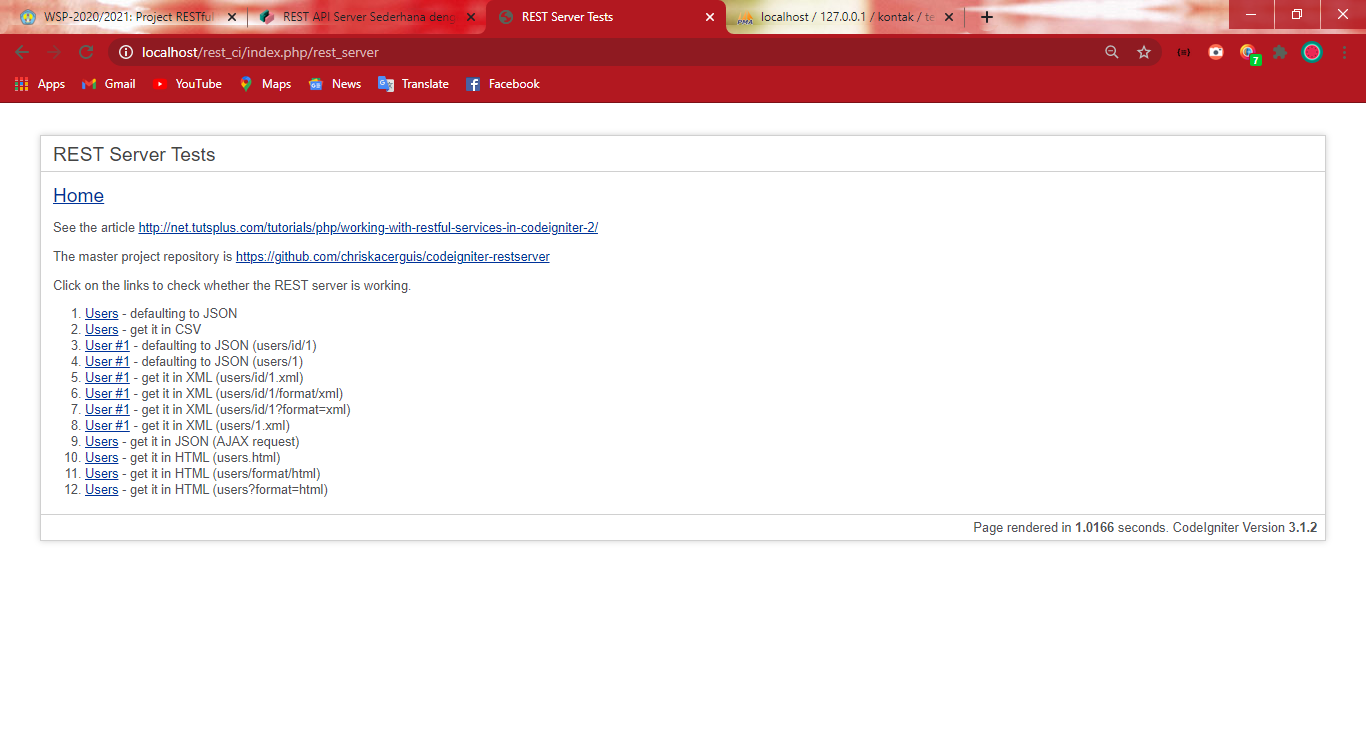 WSP-2020/2021: Project RESTful
REST API Server Sederhana deng
REST Server Tests
localhost / 127.0.0.1 / kontak / te
localhost/rest_ci/index.php/rest_server
7
Apps
Gmail
YouTube
Maps
News
Translate
Facebook
REST Server Tests
Home
See the article http://net.tutsplus.com/tutorials/php/working-with-restful-services-in-codeigniter-2/
The master project repository is https://github.com/chriskacerguis/codeigniter-restserver
Click on the links to check whether the REST server is working.
1. Users - defaulting to JSON
2. Users - get it in CSV
3. User #1 - defaulting to JSON (users/id/1)
4. User #1 - defaulting to JSON (users/1)
5. User #1 - get it in XML (users/id/1.xml)
6. User #1 - get it in XML (users/id/1/format/xml)
7. User #1 - get it in XML (users/id/1?format=xml)
8. User #1 - get it in XML (users/1.xml)
9. Users - get it in JSON (AJAX request)
10. Users - get it in HTML (users.html)
11. Users - get it in HTML (users/format/html)
12. Users - get it in HTML (users?format=html)
Page rendered in 1.0166 seconds. CodeIgniter Version 3.1.2